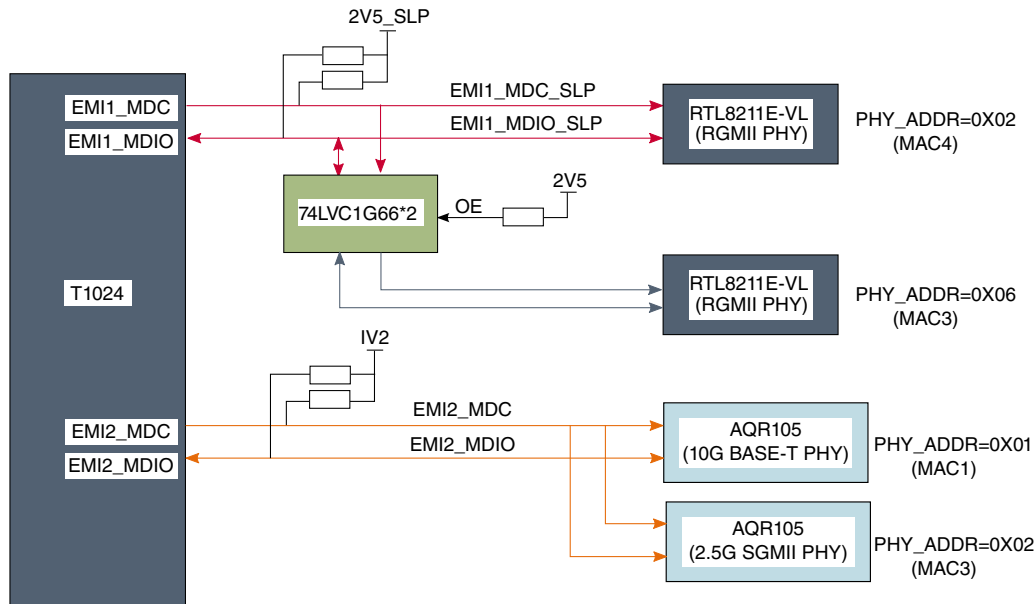 2V5_SLP
EMI1_MDC
EMI1_MDC_SLP
RTL8211E-VL
(RGMII PHY)
PHY_ADDR=0X02
(MAC4)
EMI1_MDIO
EMI1_MDIO_SLP
2V5
74LVC1G66*2
OE
T1024
RTL8211E-VL
(RGMII PHY)
PHY_ADDR=0X06
(MAC3)
IV2
EMI2_MDC
EMI2_MDC
AQR105
(10G BASE-T PHY)
PHY_ADDR=0X01
(MAC1)
EMI2_MDIO
EMI2_MDIO
AQR105
(2.5G SGMII PHY)
PHY_ADDR=0X02
(MAC3)